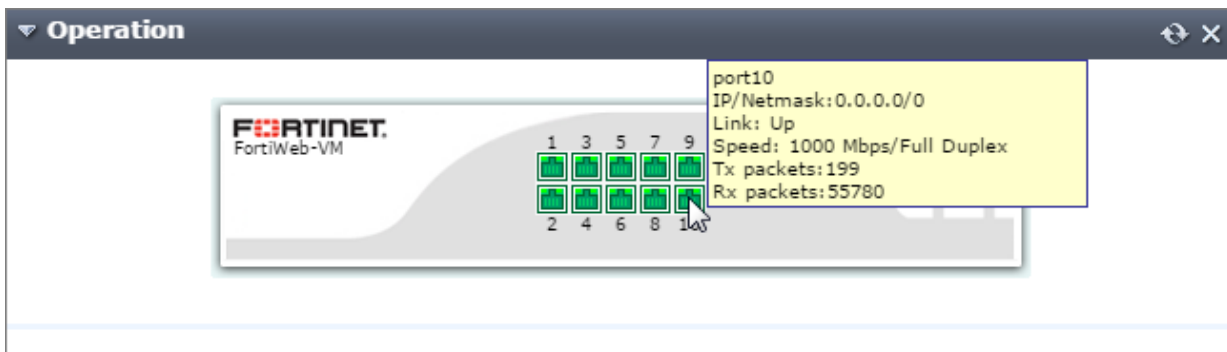 Operation
port10
IP/Netmask:0.0.0.0/0
Link: Up
Speed: 1000 Mbps/Full Duplex
Tx packets:199
Rx packets:55780
FORTINET.
FortiWeb-VM
1 3 5 7 9
2 4 6 8